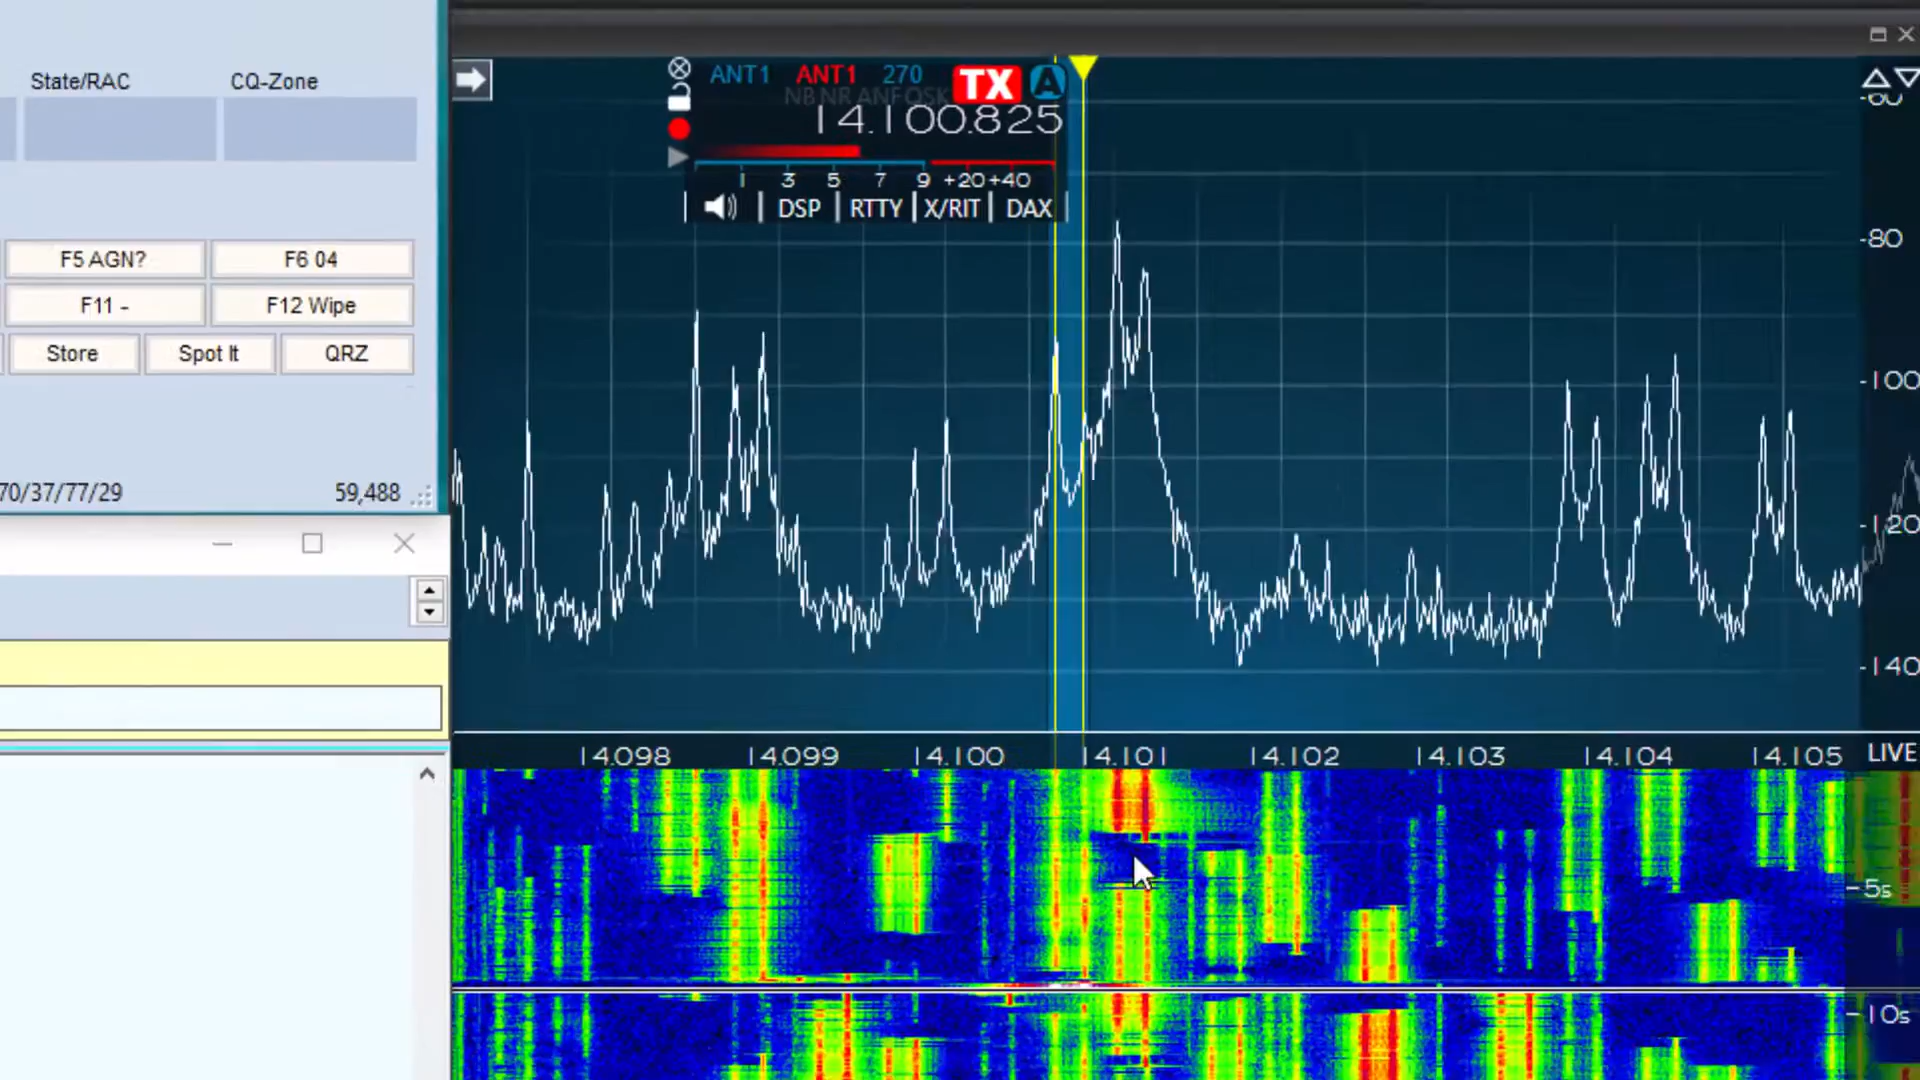 State/RAC CQ-Zone
F5 AGN? F6 04
F11 - F12 Wipe
Store Spot It QRZ
70/37/77/29 59,488
ANT1 ANT1 270 TX A
NB NR ANF QSK
14.100.825
1 3 5 7 9 +20 +40
DSP RTTY X/RIT DAX
-60
-80
-100
-120
-140
14.098 14.099 14.100 14.101 14.102 14.103 14.104 14.105 LIVE
5s
10s